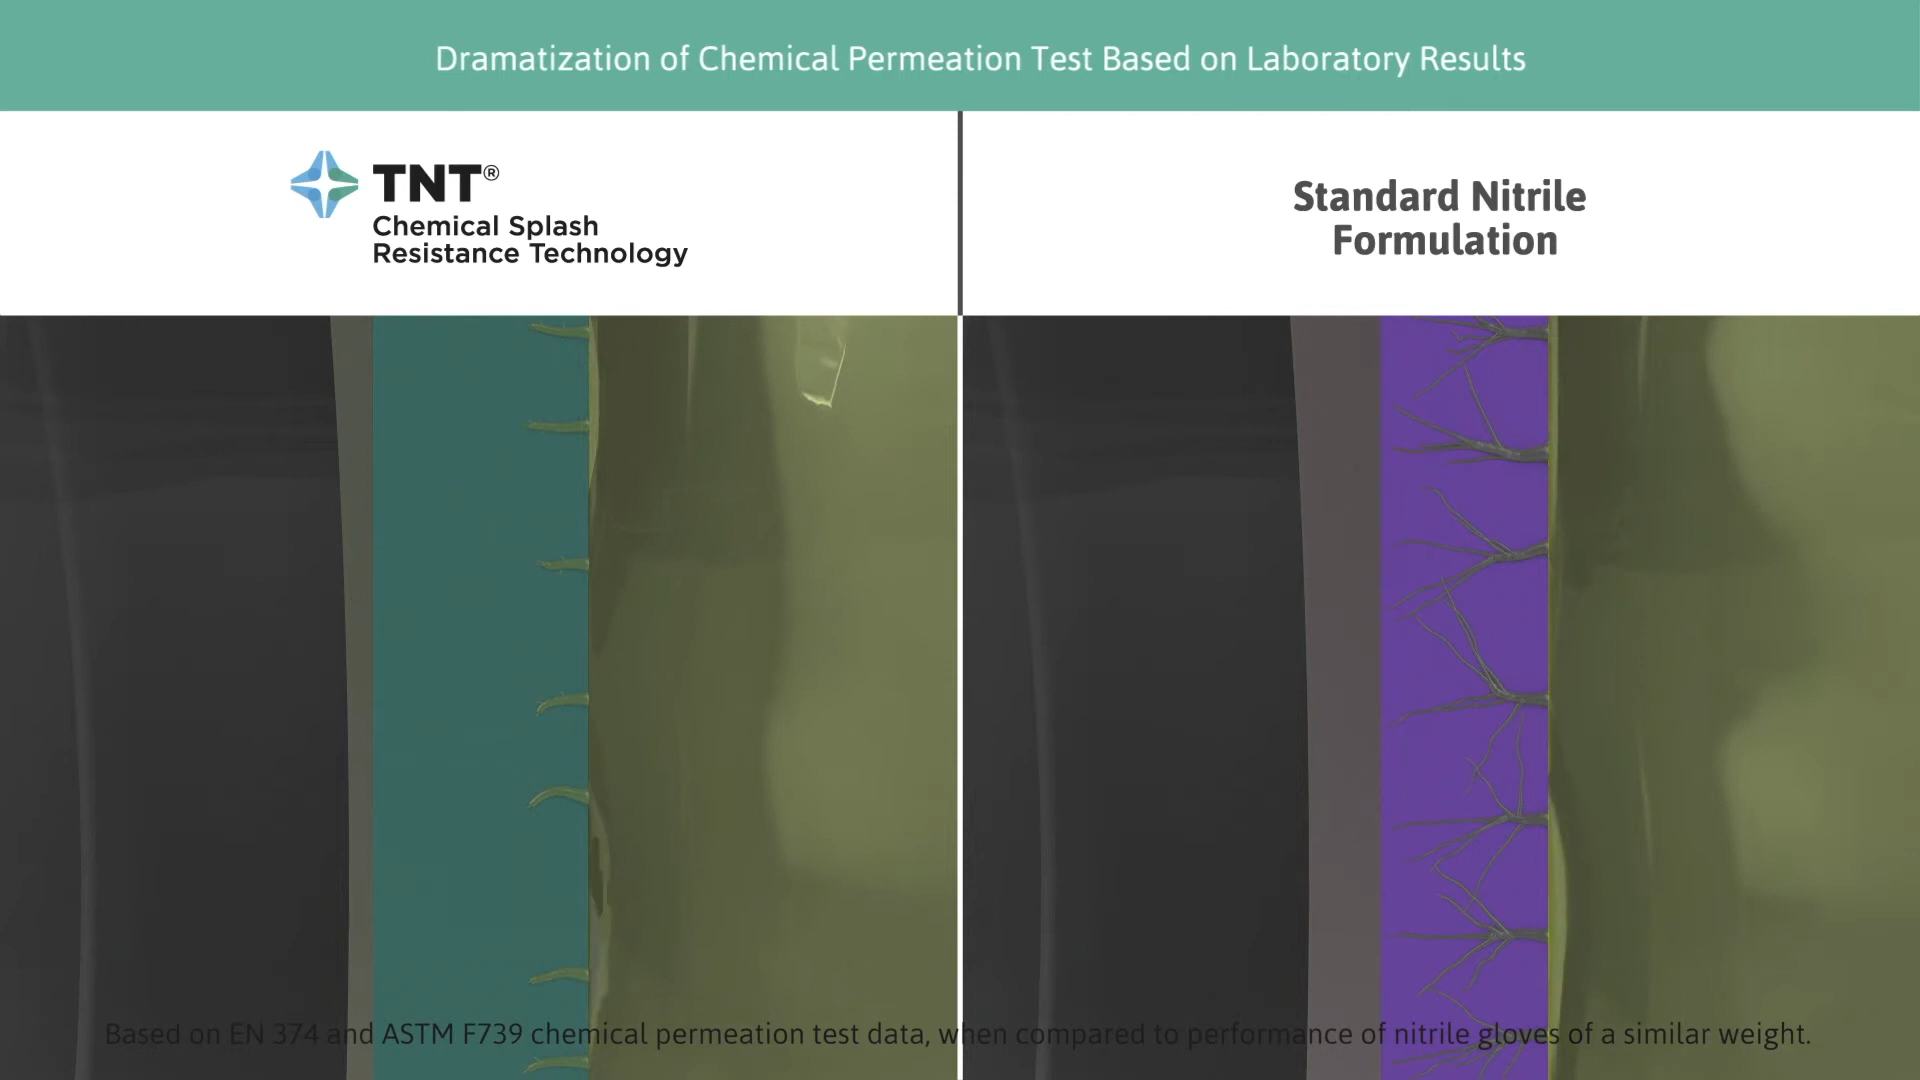 Dramatization of Chemical Permeation Test Based on Laboratory Results
TNT®
Chemical Splash
Resistance Technology
Standard Nitrile
Formulation
Based on EN 374 and ASTM F739 chemical permeation test data, when compared to performance of nitrile gloves of a similar weight.